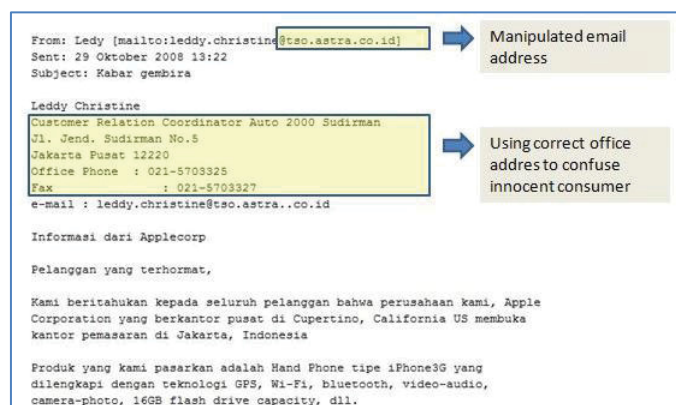 From: Ledy [mailto:leddy.christine@tso.astra.co.id]
Sent: 29 Oktober 2008 13:22
Subject: Kabar gembira
Manipulated email
address
Leddy Christine
Customer Relation Coordinator Auto 2000 Sudirman
Jl. Jend. Sudirman No.5
Jakarta Pusat 12220
Office Phone : 021-5703325
Fax : 021-5703327
e-mail : leddy.christine@tso.astra..co.id
Using correct office
addres to confuse
innocent consumer
Informasi dari Applecorp
Pelanggan yang terhormat,
Kami beritahukan kepada seluruh pelanggan bahwa perusahaan kami, Apple
Corporation yang berkantor pusat di Cupertino, California US membuka
kantor pemasaran di Jakarta, Indonesia
Produk yang kami pasarkan adalah Hand Phone tipe iPhone3G yang
dilengkapi dengan teknologi GPS, Wi-Fi, bluetooth, video-audio,
camera-photo, 16GB flash drive capacity, dll.